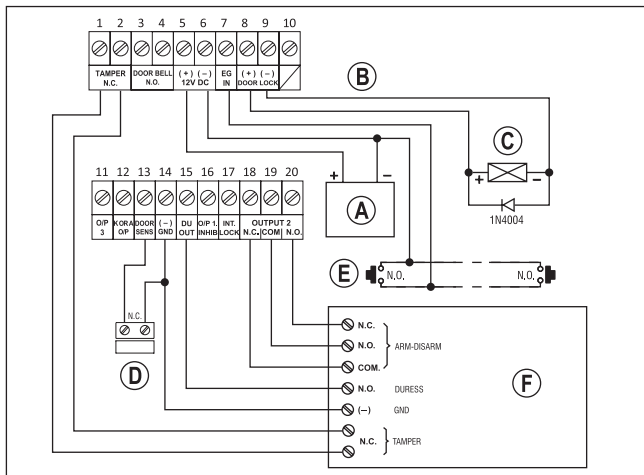 1 2 3 4 5 6 7 8 9 10
TAMPER N.C.
DOOR BELL N.O.
(+) (−)
12V DC
EG IN
(+) (−)
DOOR LOCK
B
C
+ −
1N4004
11 12 13 14 15 16 17 18 19 20
O/P 3
KORA O/P
DOOR SENS
(−) GND
DU OUT
O/P 1 INHIB
INT. LOCK
OUTPUT 2
N.C. COM N.O.
+ −
A
E
N.O.
N.O.
N.C.
D
N.C.
N.O.
COM.
ARM-DISARM
N.O. DURESS
(−) GND
N.C. TAMPER
F